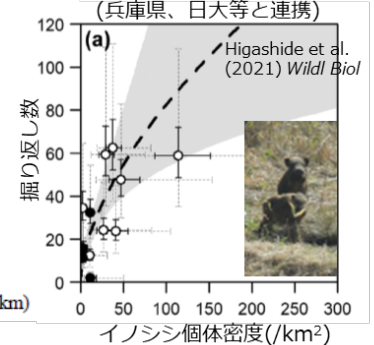 (兵庫県、日大等と連携)
(a)
Higashide et al.
(2021) Wildl Biol
掘り返し数
120
100
80
60
40
20
0
0 50 100 150 200 250 300
km)
イノシシ個体密度(/km²)